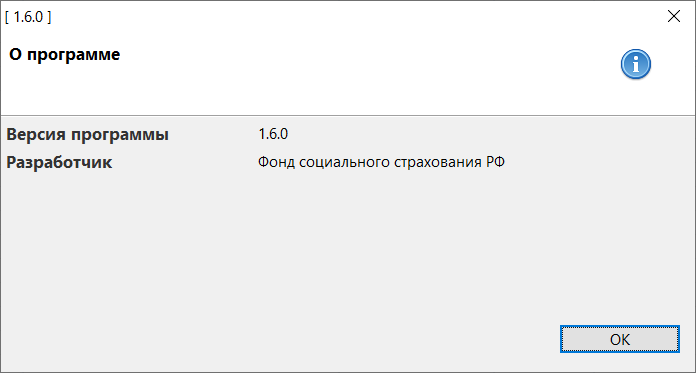 [ 1.6.0 ]
О программе
Версия программы 1.6.0
Разработчик Фонд социального страхования РФ
OK